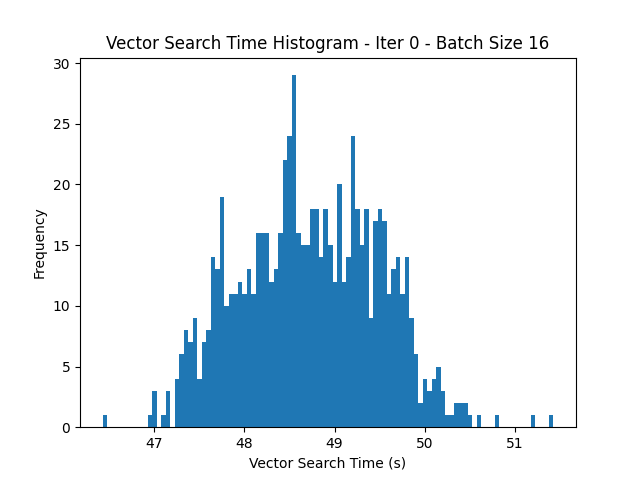 Vector Search Time Histogram - Iter 0 - Batch Size 16
30
25
20
15
10
5
0
Frequency
47 48 49 50 51
Vector Search Time (s)